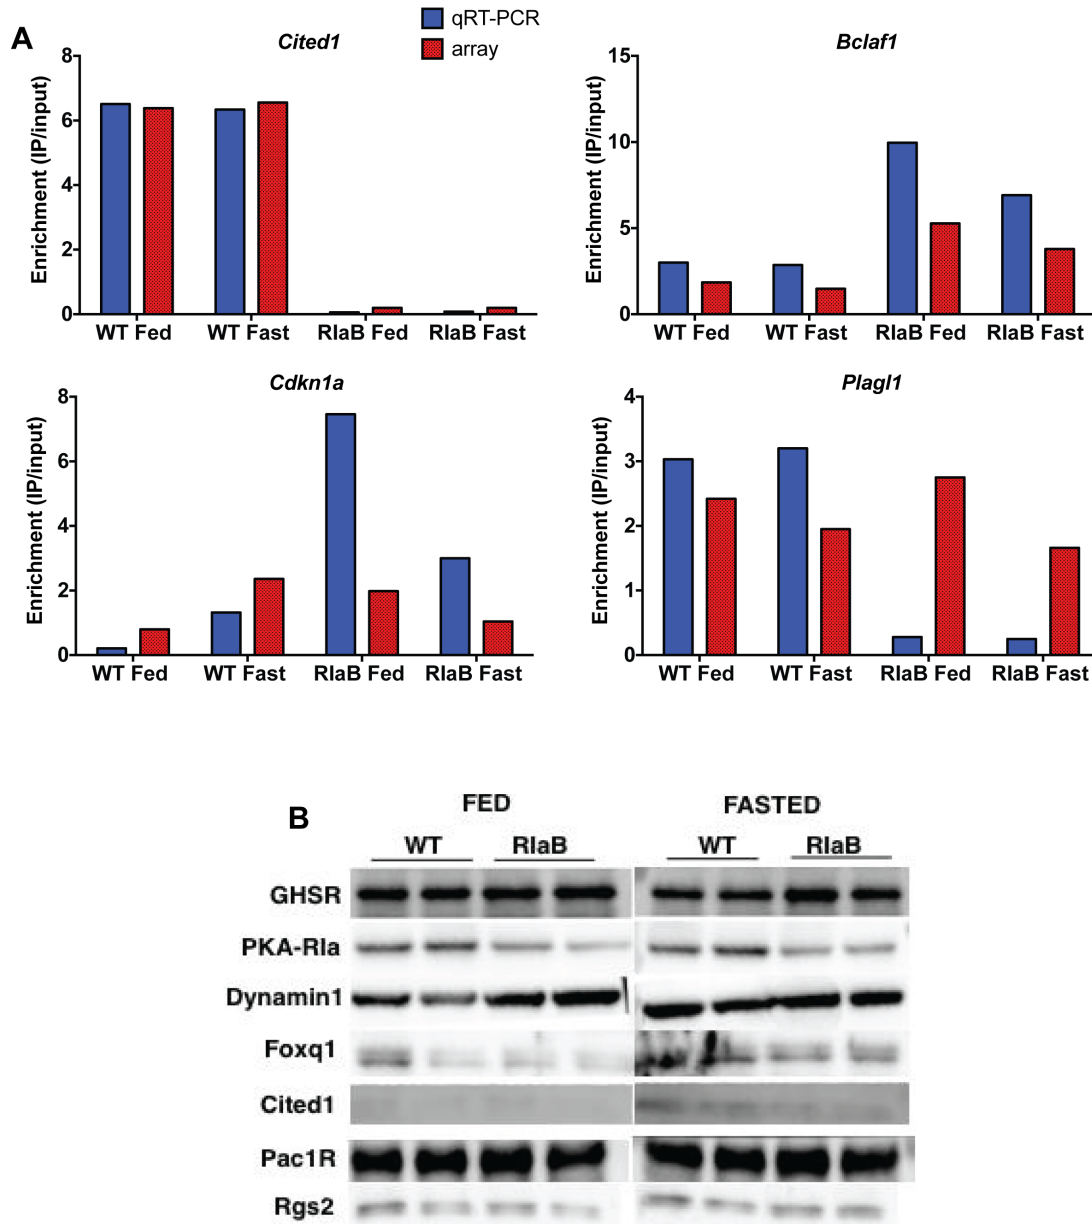 A
qRT-PCR
array
Cited1
Enrichment (IP/input)
8
6
4
2
0
WT Fed WT Fast RIaB Fed RIaB Fast
Bclaf1
Enrichment (IP/input)
15
10
5
0
WT Fed WT Fast RIaB Fed RIaB Fast
Cdkn1a
Enrichment (IP/input)
8
6
4
2
0
WT Fed WT Fast RIaB Fed RIaB Fast
Plagl1
Enrichment (IP/input)
4
3
2
1
0
WT Fed WT Fast RIaB Fed RIaB Fast
B
FED FASTED
WT RIaB WT RIaB
GHSR
PKA-RIa
Dynamin1
Foxq1
Cited1
Pac1R
Rgs2